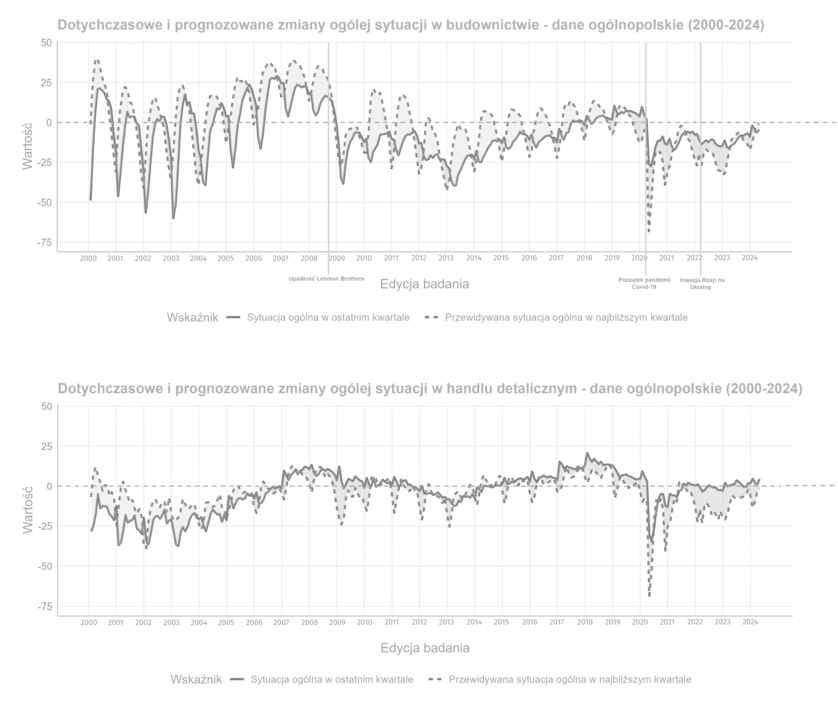 Dotychczasowe i prognozowane zmiany ogólej sytuacji w budownictwie - dane ogólnopolskie (2000-2024)
50
25
0
-25
-50
-75
Wartość
2000 2001 2002 2003 2004 2005 2006 2007 2008 2009 2010 2011 2012 2013 2014 2015 2016 2017 2018 2019 2020 2021 2022 2023 2024
Upadłość Lehman Brothers
Początek pandemii
Covid-19
Inwazja Rosji na
Ukrainę
Edycja badania
Wskaźnik Sytuacja ogólna w ostatnim kwartale Przewidywana sytuacja ogólna w najbliższym kwartale
Dotychczasowe i prognozowane zmiany ogólej sytuacji w handlu detalicznym - dane ogólnopolskie (2000-2024)
50
25
0
-25
-50
-75
Wartość
2000 2001 2002 2003 2004 2005 2006 2007 2008 2009 2010 2011 2012 2013 2014 2015 2016 2017 2018 2019 2020 2021 2022 2023 2024
Edycja badania
Wskaźnik Sytuacja ogólna w ostatnim kwartale Przewidywana sytuacja ogólna w najbliższym kwartale